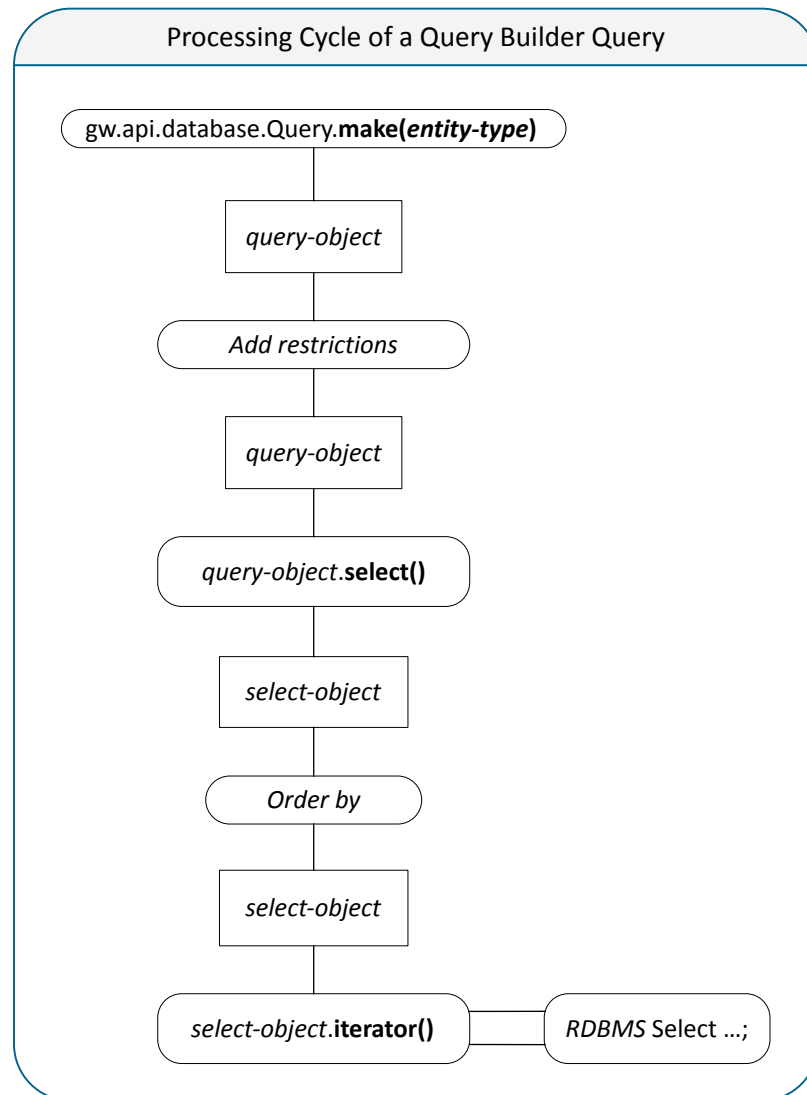 Processing Cycle of a Query Builder Query
gw.api.database.Query.make(entity-type)
query-object
Add restrictions
query-object
query-object.select()
select-object
Order by
select-object
select-object.iterator()
RDBMS Select ...;